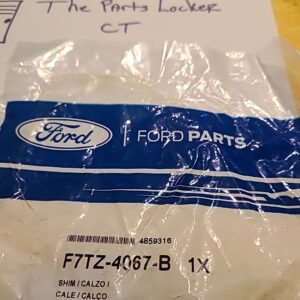 The Parts Locker
CT
Ford | FORD PARTS
4859316
F7TZ-4067-B 1X
SHIM / CALZO /
CALE / CALÇO